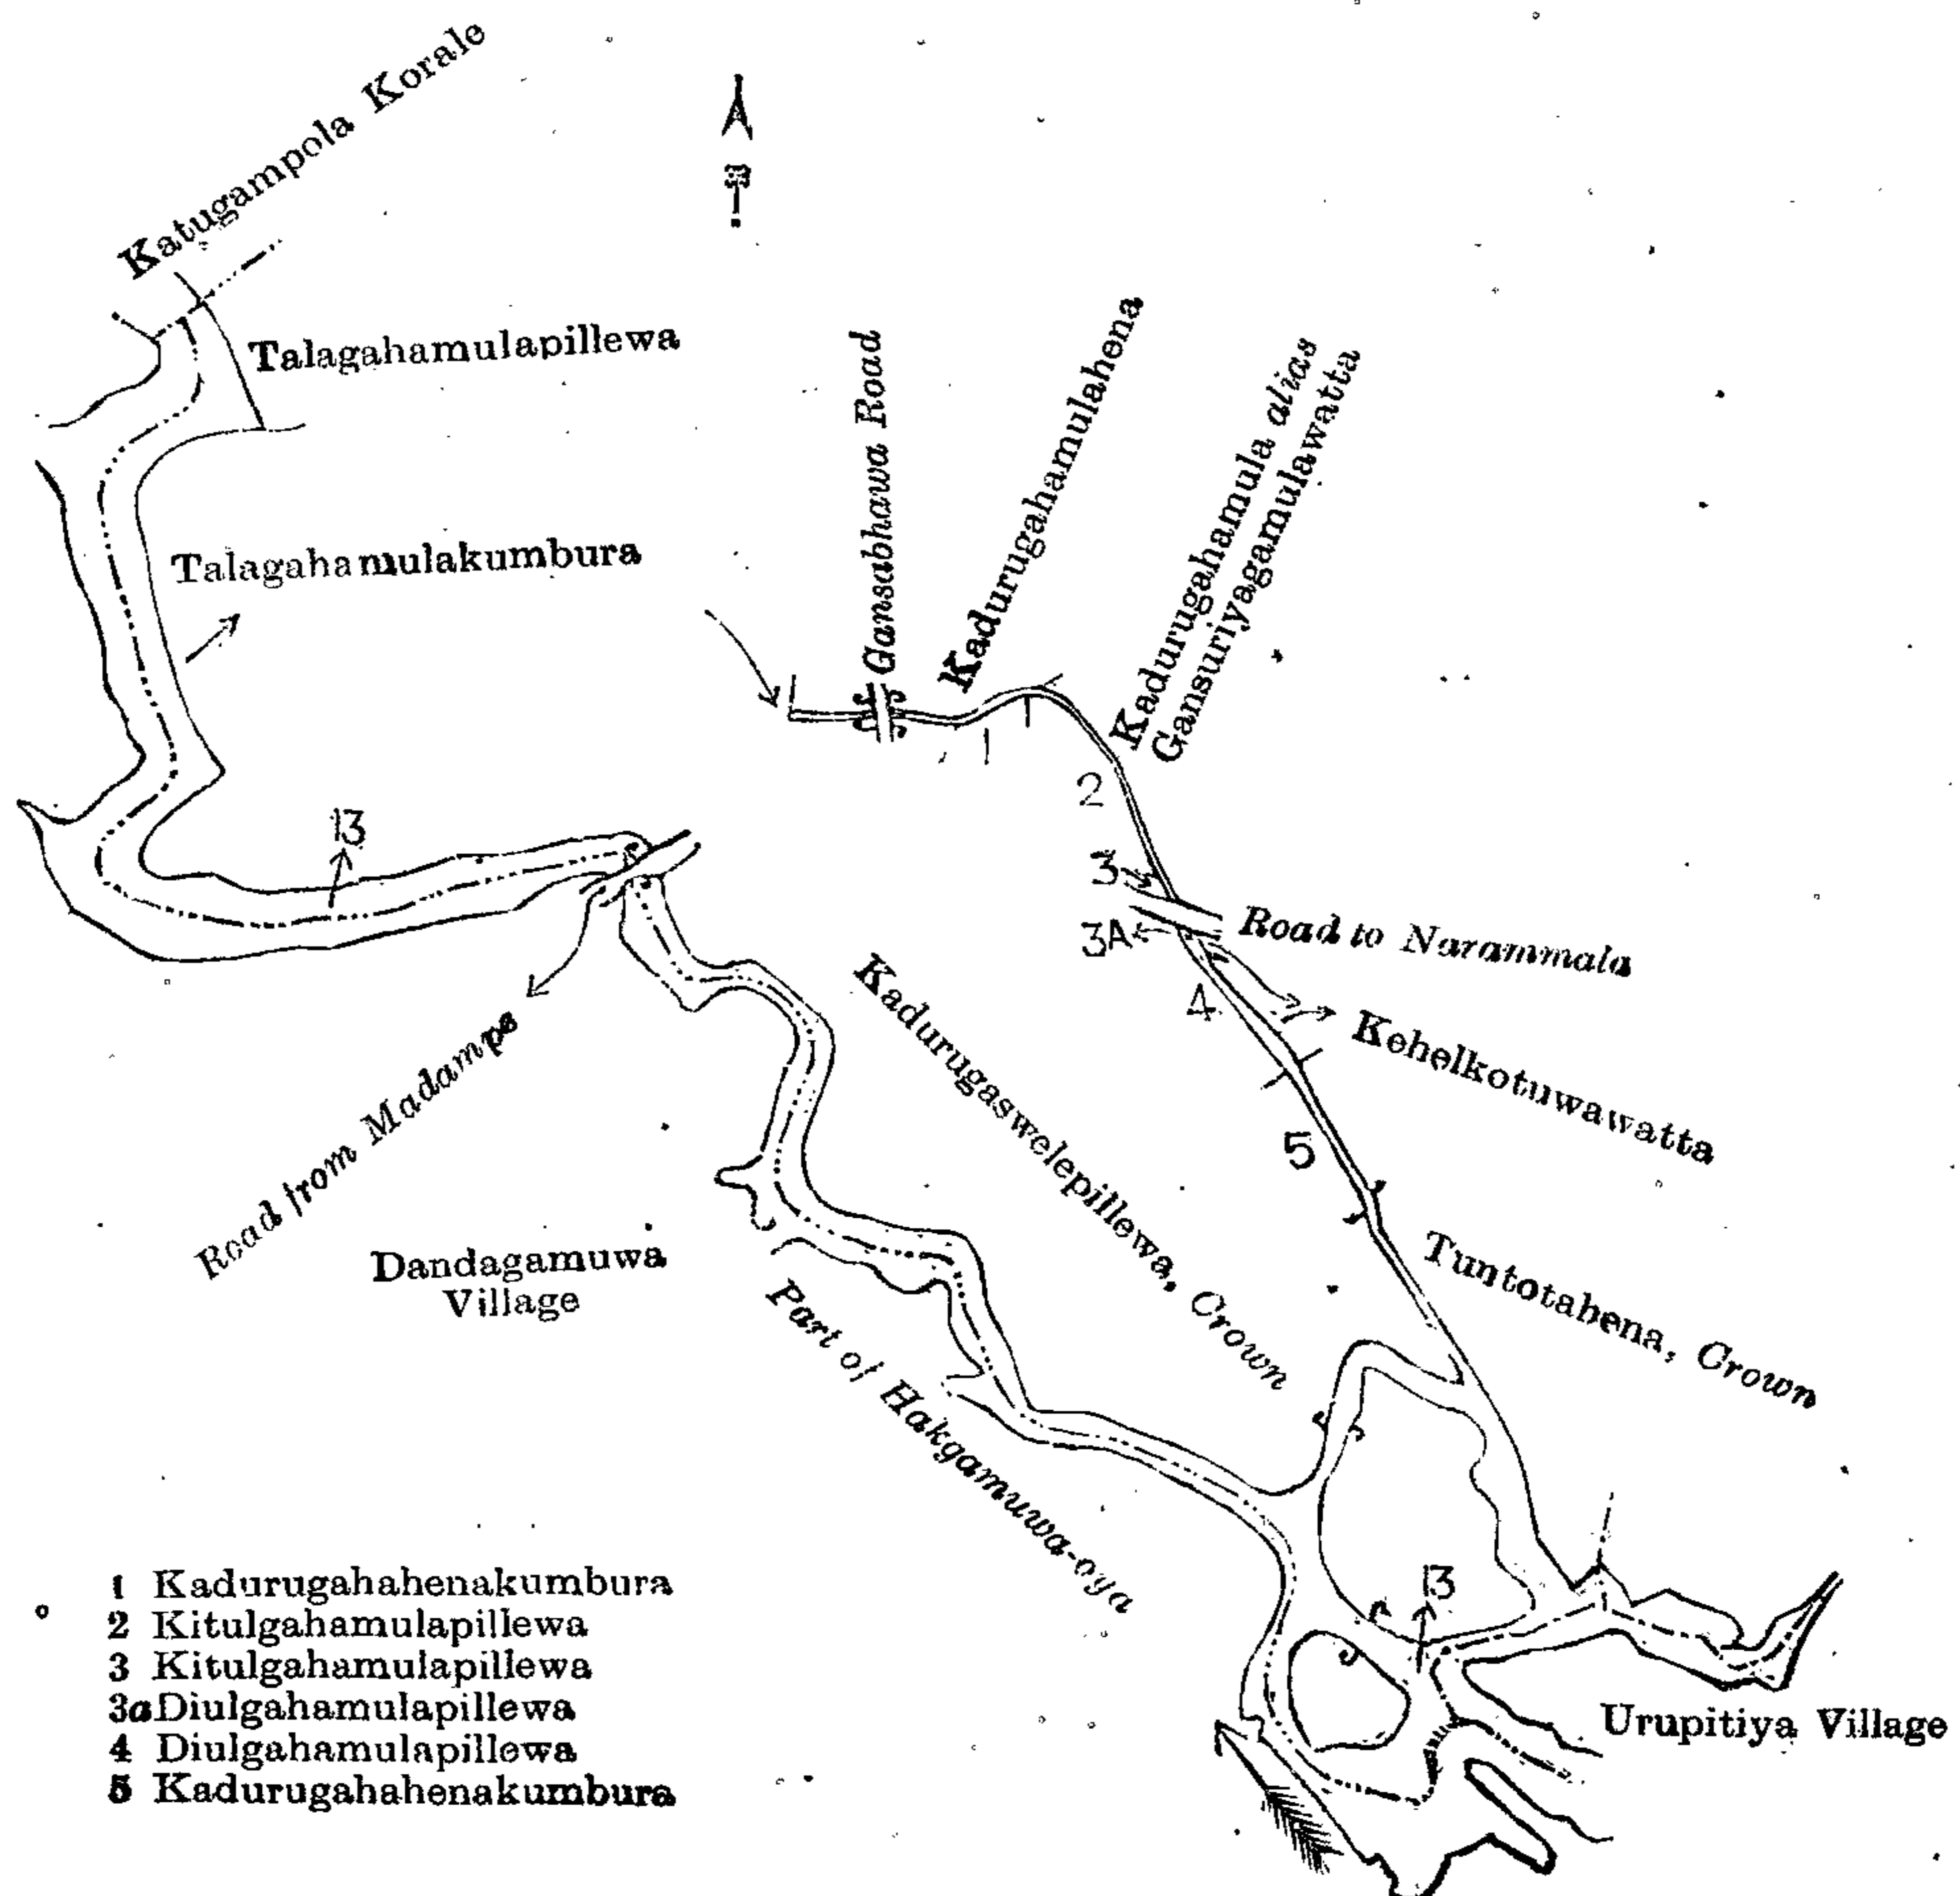 Katugampola Korale
Talagahamulapillewa
Talagahamulakumbura
Gansabhawa Road
Kadurugahamulahena
Kadurugahamula alias
Gansuriyagamulawatta
2
13
3
3A
Road to Narammala
4
Kehelkotuwawatta
Road from Madampe
Kadurugaswelepillewa, Crown
5
Dandagamuwa
Village
Tuntotahena, Crown
Part of Hakgamuwa-oya
1
13
Urupitiya Village
1 Kadurugahahenakumbura
2 Kitulgahamulapillewa
3 Kitulgahamulapillewa
3a Diulgahamulapillewa
4 Diulgahamulapillewa
5 Kadurugahahenakumbura